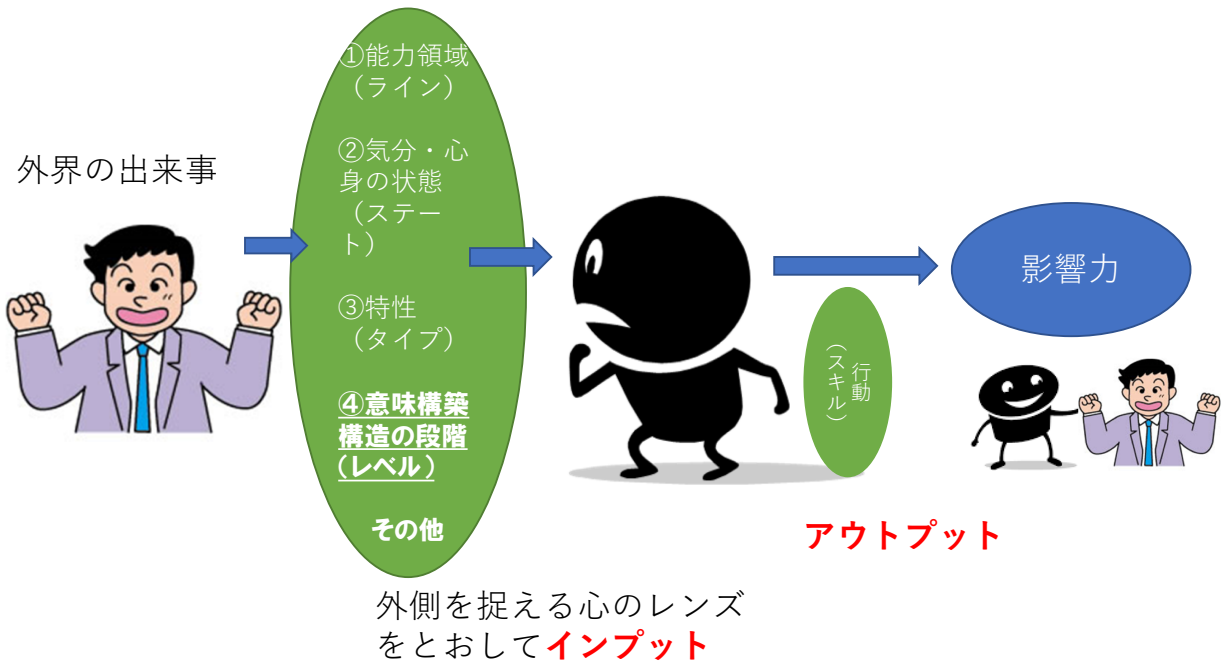 外界の出来事
①能力領域
（ライン）
②気分・心
身の状態
（ステー
ト）
③特性
（タイプ）
④意味構築
構造の段階
(レベル）
その他
外側を捉える心のレンズ
をとおしてインプット
行動
（スキル）
アウトプット
影響力